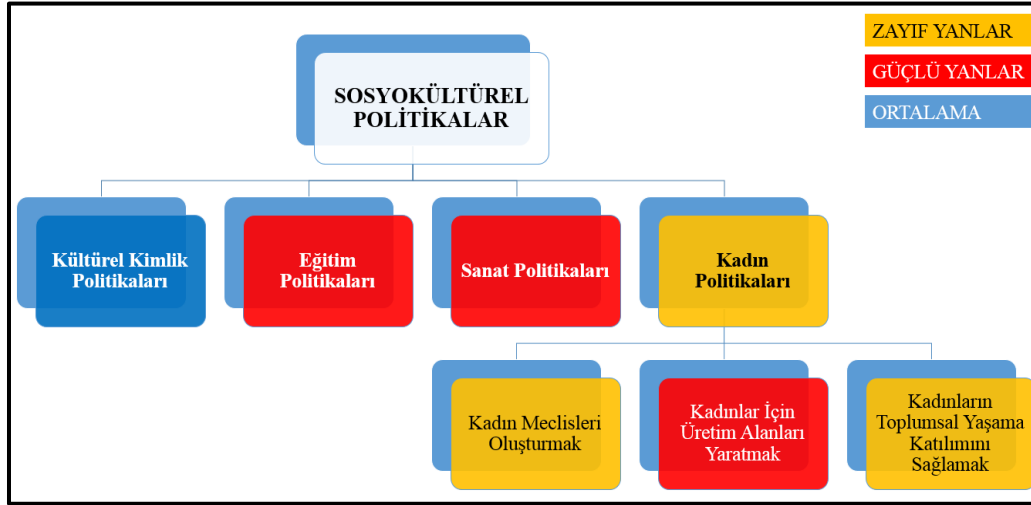 ZAYIF YANLAR
GÜÇLÜ YANLAR
ORTALAMA
SOSYOKÜLTÜREL
POLİTİKALAR
Kültürel Kimlik
Politikaları
Eğitim
Politikaları
Sanat Politikaları
Kadın
Politikaları
Kadın Meclisleri
Oluşturmak
Kadınlar İçin
Üretim Alanları
Yaratmak
Kadınların
Toplumsal Yaşama
Katılımını
Sağlamak